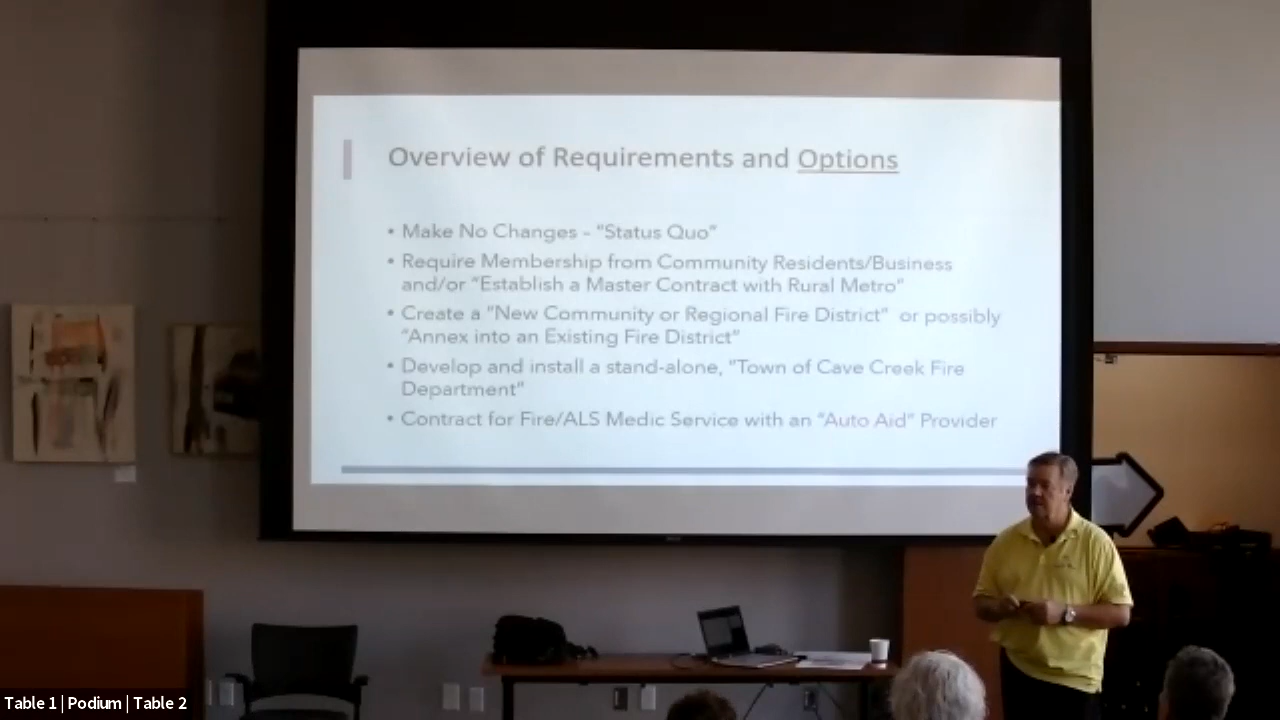 Overview of Requirements and Options
• Make No Changes - "Status Quo"
• Require Membership from Community Residents/Business
and/or "Establish a Master Contract with Rural Metro"
• Create a "New Community or Regional Fire District" or possibly
"Annex into an Existing Fire District"
• Develop and install a stand-alone, "Town of Cave Creek Fire
Department"
• Contract for Fire/ALS Medic Service with an "Auto Aid" Provider
Table 1 | Podium | Table 2